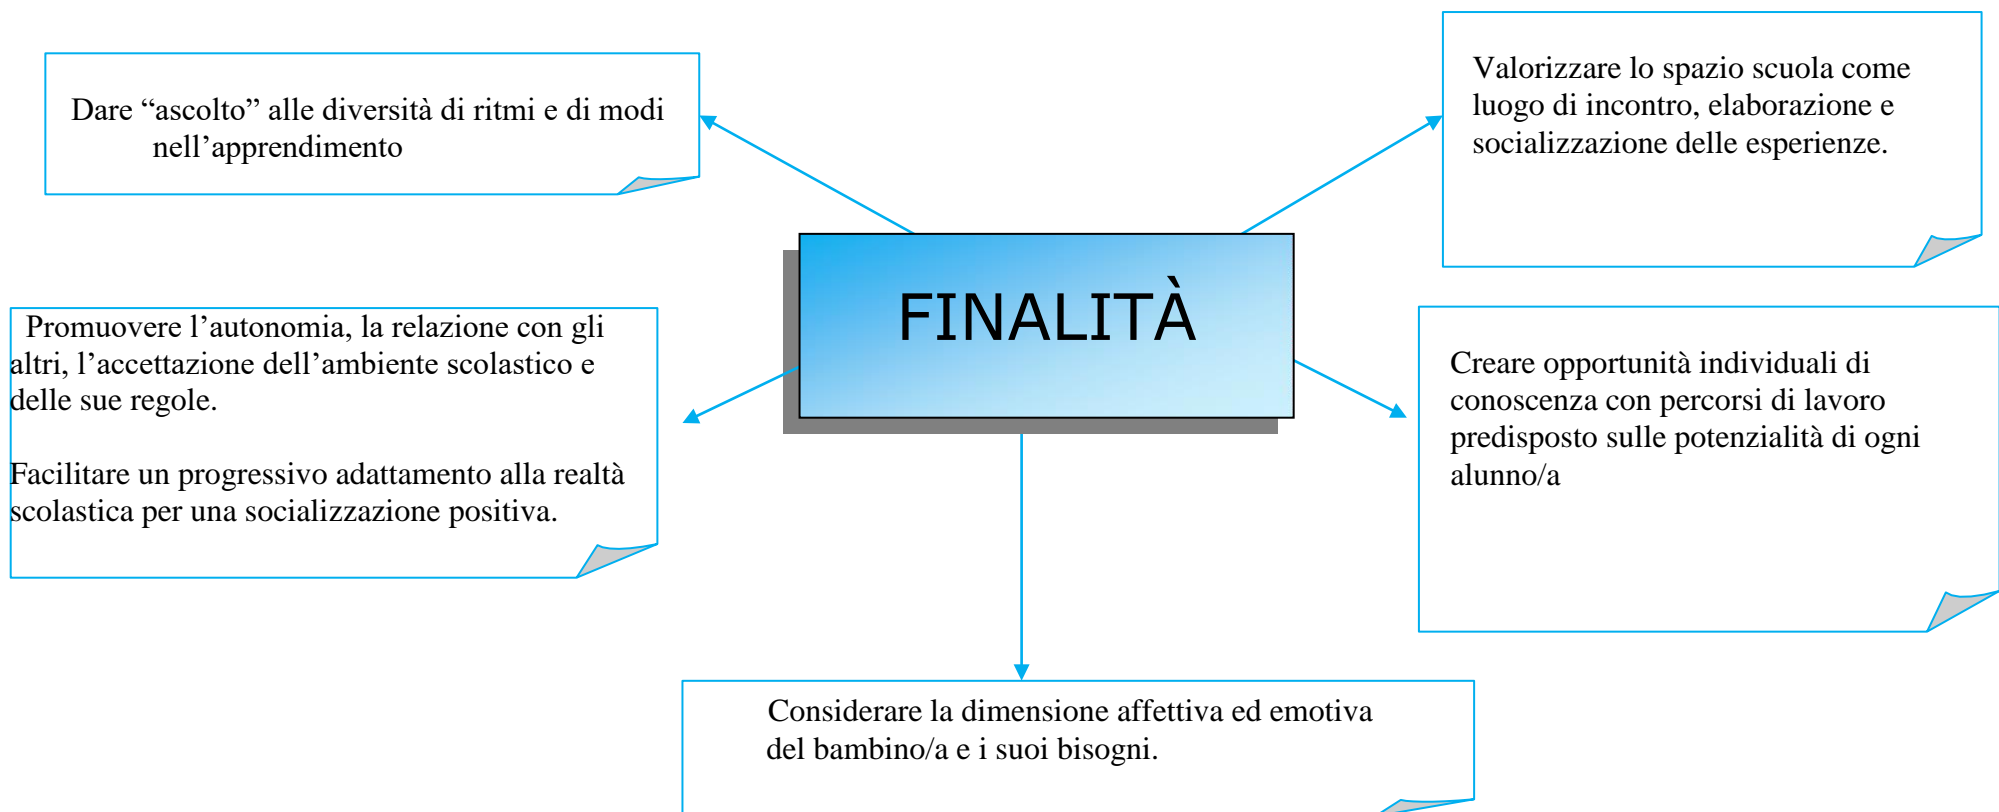 Dare “ascolto” alle diversità di ritmi e di modi
nell’apprendimento
Valorizzare lo spazio scuola come
luogo di incontro, elaborazione e
socializzazione delle esperienze.
FINALITÀ
Promuovere l’autonomia, la relazione con gli
altri, l’accettazione dell’ambiente scolastico e
delle sue regole.
Facilitare un progressivo adattamento alla realtà
scolastica per una socializzazione positiva.
Creare opportunità individuali di
conoscenza con percorsi di lavoro
predisposto sulle potenzialità di ogni
alunno/a
Considerare la dimensione affettiva ed emotiva
del bambino/a e i suoi bisogni.